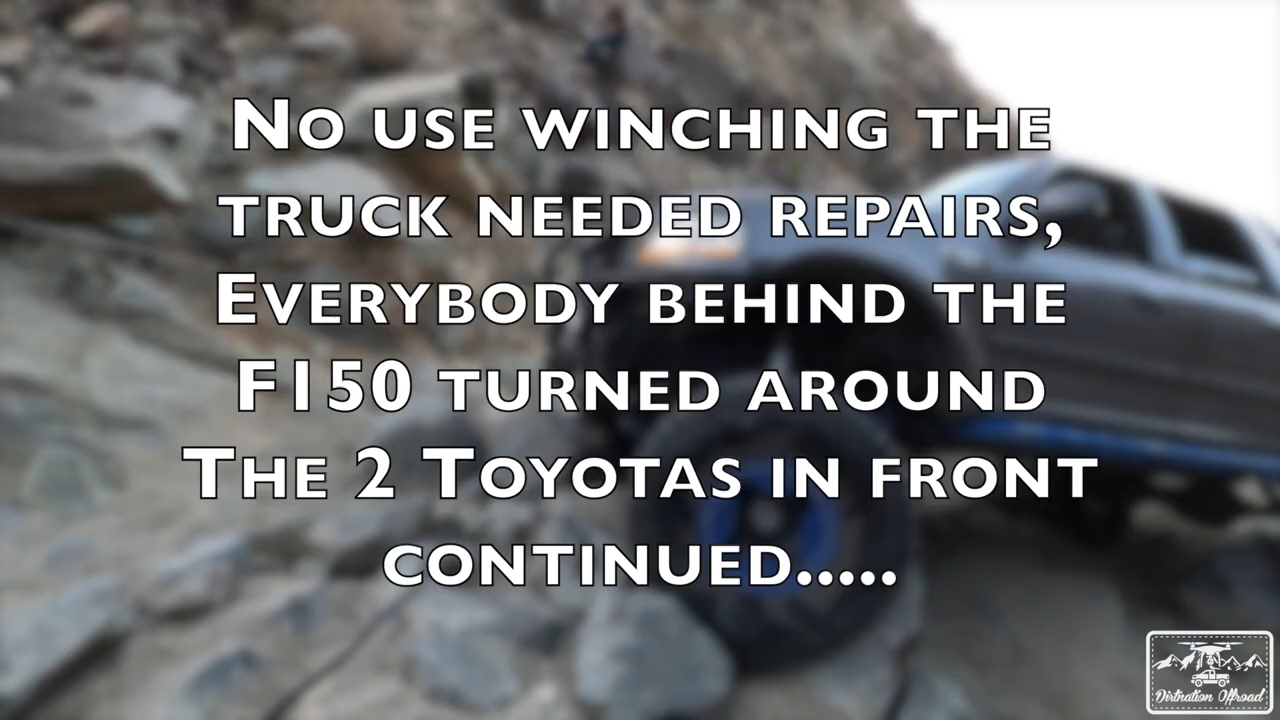 No use winching the
truck needed repairs,
Everybody behind the
F150 turned around
The 2 Toyotas in front
continued.....
Dirtnation Offroad